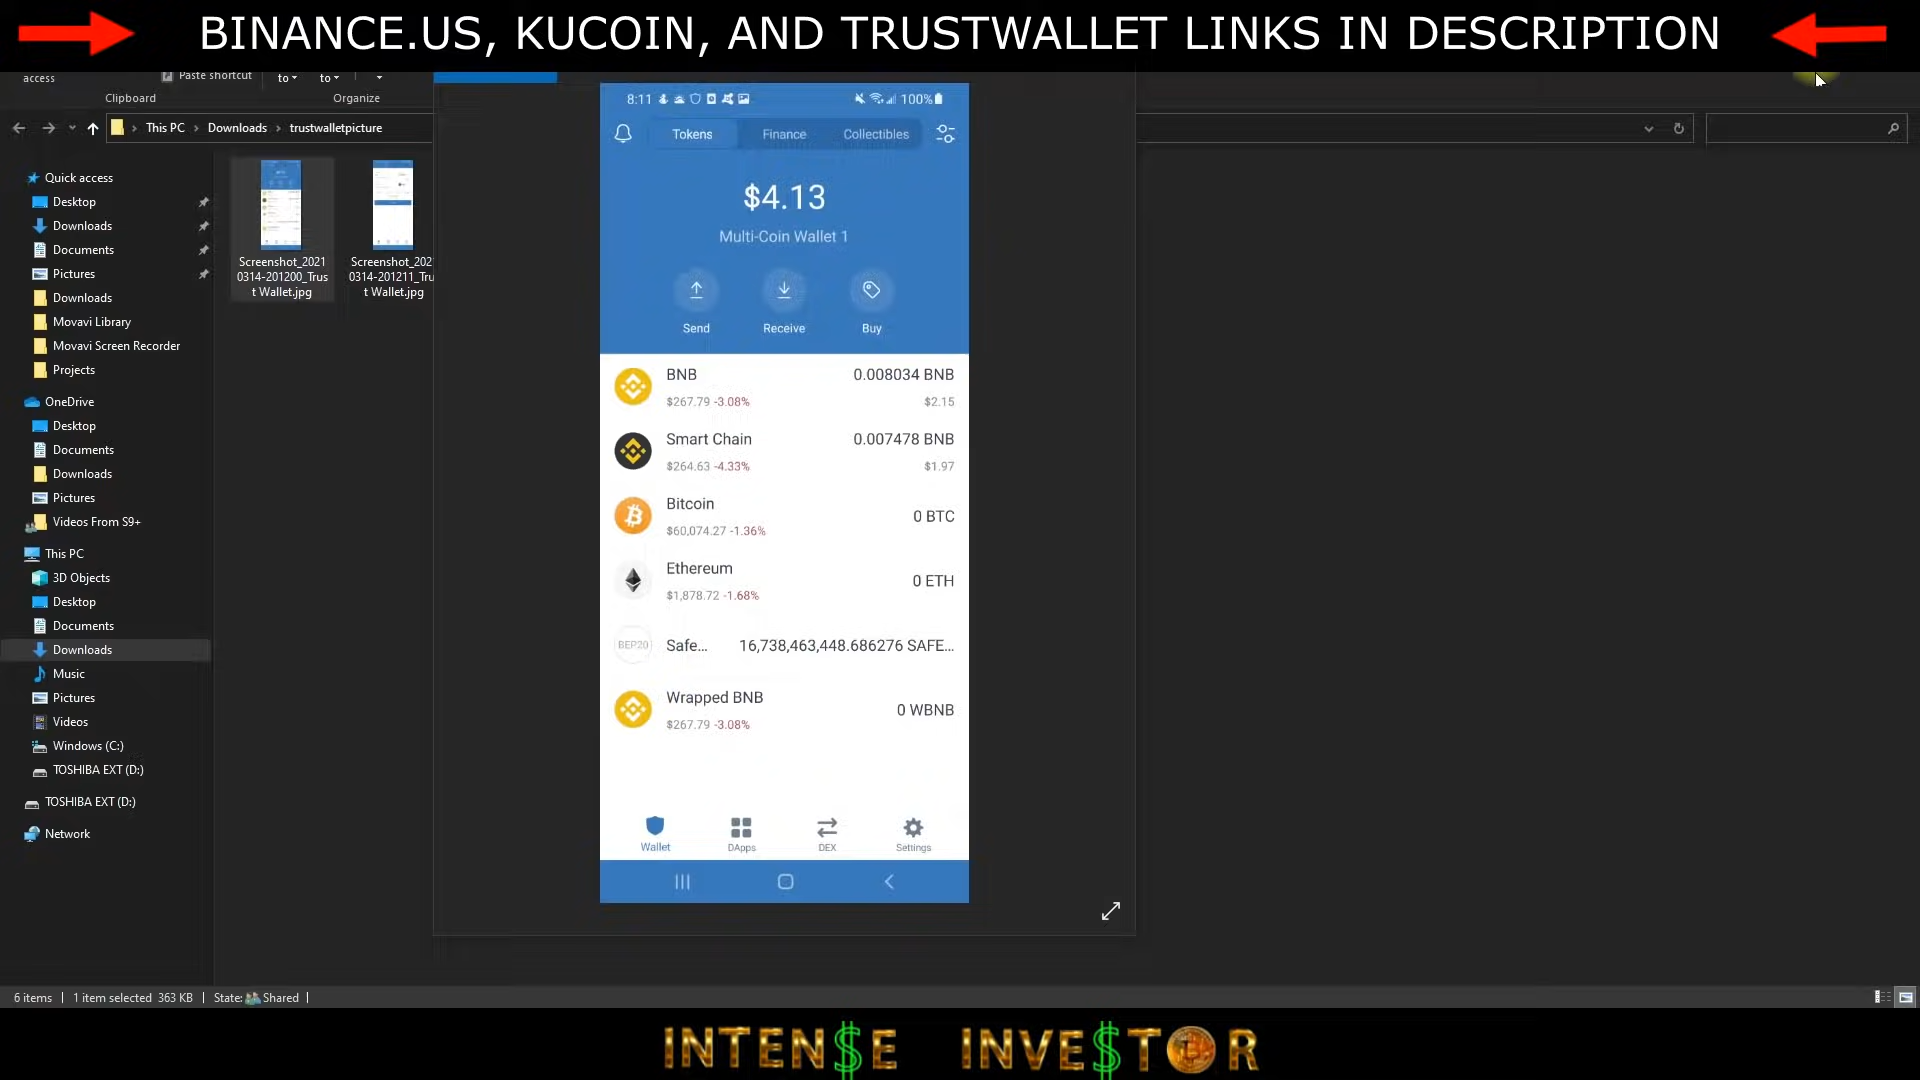 BINANCE.US, KUCOIN, AND TRUSTWALLET LINKS IN DESCRIPTION
access
Paste shortcut
to
to
Clipboard
Organize
This PC > Downloads > trustwalletpicture
Quick access
Desktop
Downloads
Documents
Pictures
Downloads
Movavi Library
Movavi Screen Recorder
Projects
OneDrive
Desktop
Documents
Downloads
Pictures
Videos From S9+
This PC
3D Objects
Desktop
Documents
Downloads
Music
Pictures
Videos
Windows (C:)
TOSHIBA EXT (D:)
TOSHIBA EXT (D:)
Network
Screenshot_2021
0314-201200_Trus
t Wallet.jpg
Screenshot_202
0314-201211_Tru
t Wallet.jpg
8:11
100%
Tokens
Finance
Collectibles
$4.13
Multi-Coin Wallet 1
Send
Receive
Buy
BNB
0.008034 BNB
$267.79 -3.08%
$2.15
Smart Chain
0.007478 BNB
$264.63 -4.33%
$1.97
Bitcoin
0 BTC
$60,074.27 -1.36%
Ethereum
0 ETH
$1,878.72 -1.68%
BEP20
Safe...
16,738,463,448.686276 SAFE...
Wrapped BNB
0 WBNB
$267.79 -3.08%
Wallet
DApps
DEX
Settings
6 items
1 item selected 363 KB
State: Shared
INTEN$E INVE$TOR